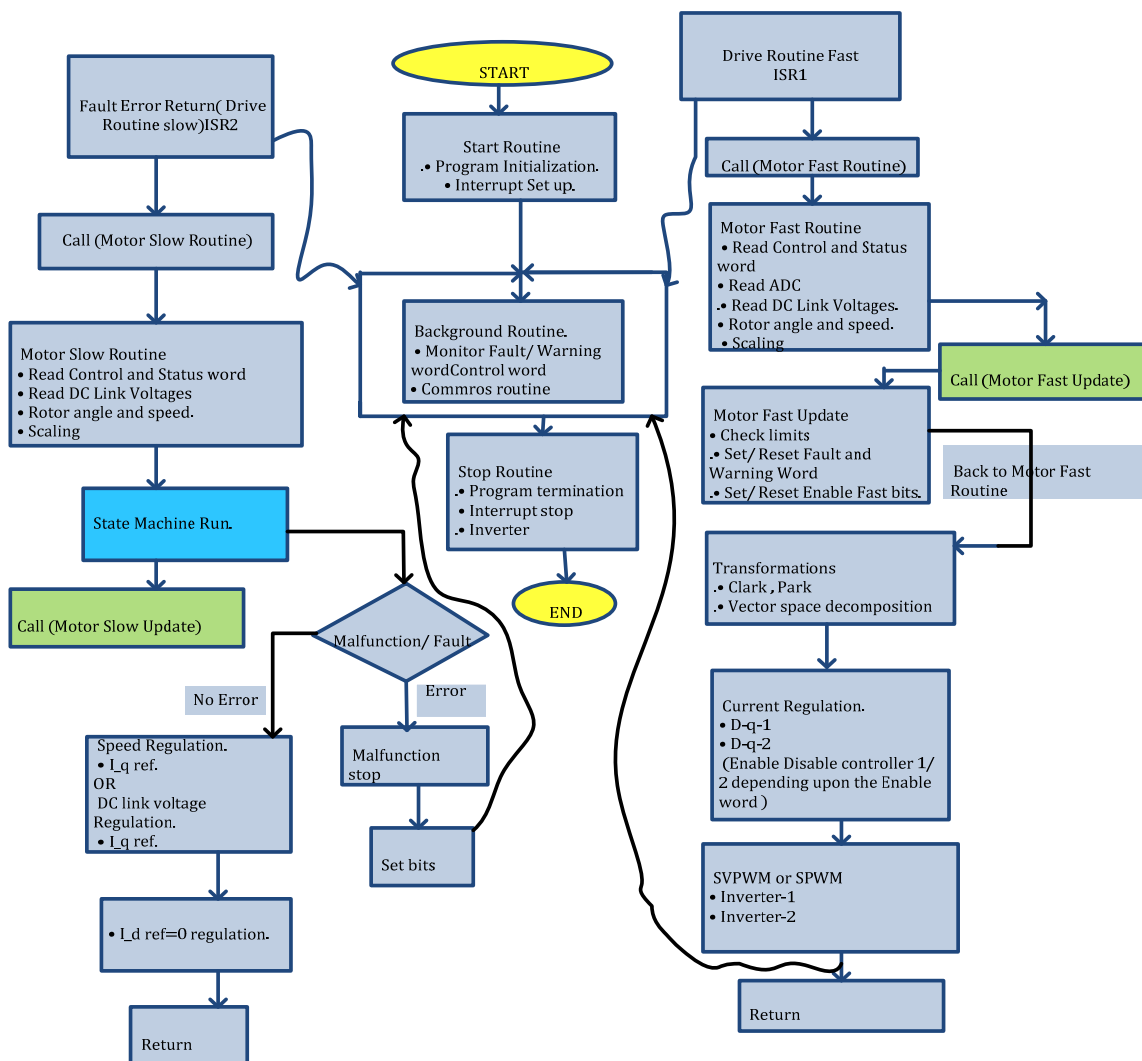 START
Start Routine
.• Program Initialization.
• Interrupt Set up.
Background Routine.
• Monitor Fault/ Warning
wordControl word
• Commros routine
Stop Routine
.• Program termination
• Interrupt stop
.• Inverter
END
Fault Error Return( Drive
Routine slow)ISR2
Call (Motor Slow Routine)
Motor Slow Routine
• Read Control and Status word
• Read DC Link Voltages
• Rotor angle and speed.
• Scaling
State Machine Run.
Call (Motor Slow Update)
Malfunction/ Fault
No Error
Error
Speed Regulation.
• I_q ref.
OR
DC link voltage
Regulation.
• I_q ref.
• I_d ref=0 regulation.
Return
Malfunction
stop
Set bits
Drive Routine Fast
ISR1
Call (Motor Fast Routine)
Motor Fast Routine
• Read Control and Status
word
• Read ADC
.• Read DC Link Voltages.
• Rotor angle and speed.
• Scaling
Call (Motor Fast Update)
Motor Fast Update
• Check limits
.• Set/ Reset Fault and
Warning Word
.• Set/ Reset Enable Fast bits.
Back to Motor Fast
Routine
Transformations
.• Clark , Park
.• Vector space decomposition
Current Regulation.
• D-q-1
• D-q-2
(Enable Disable controller 1/
2 depending upon the Enable
word )
SVPWM or SPWM
• Inverter-1
• Inverter-2
Return